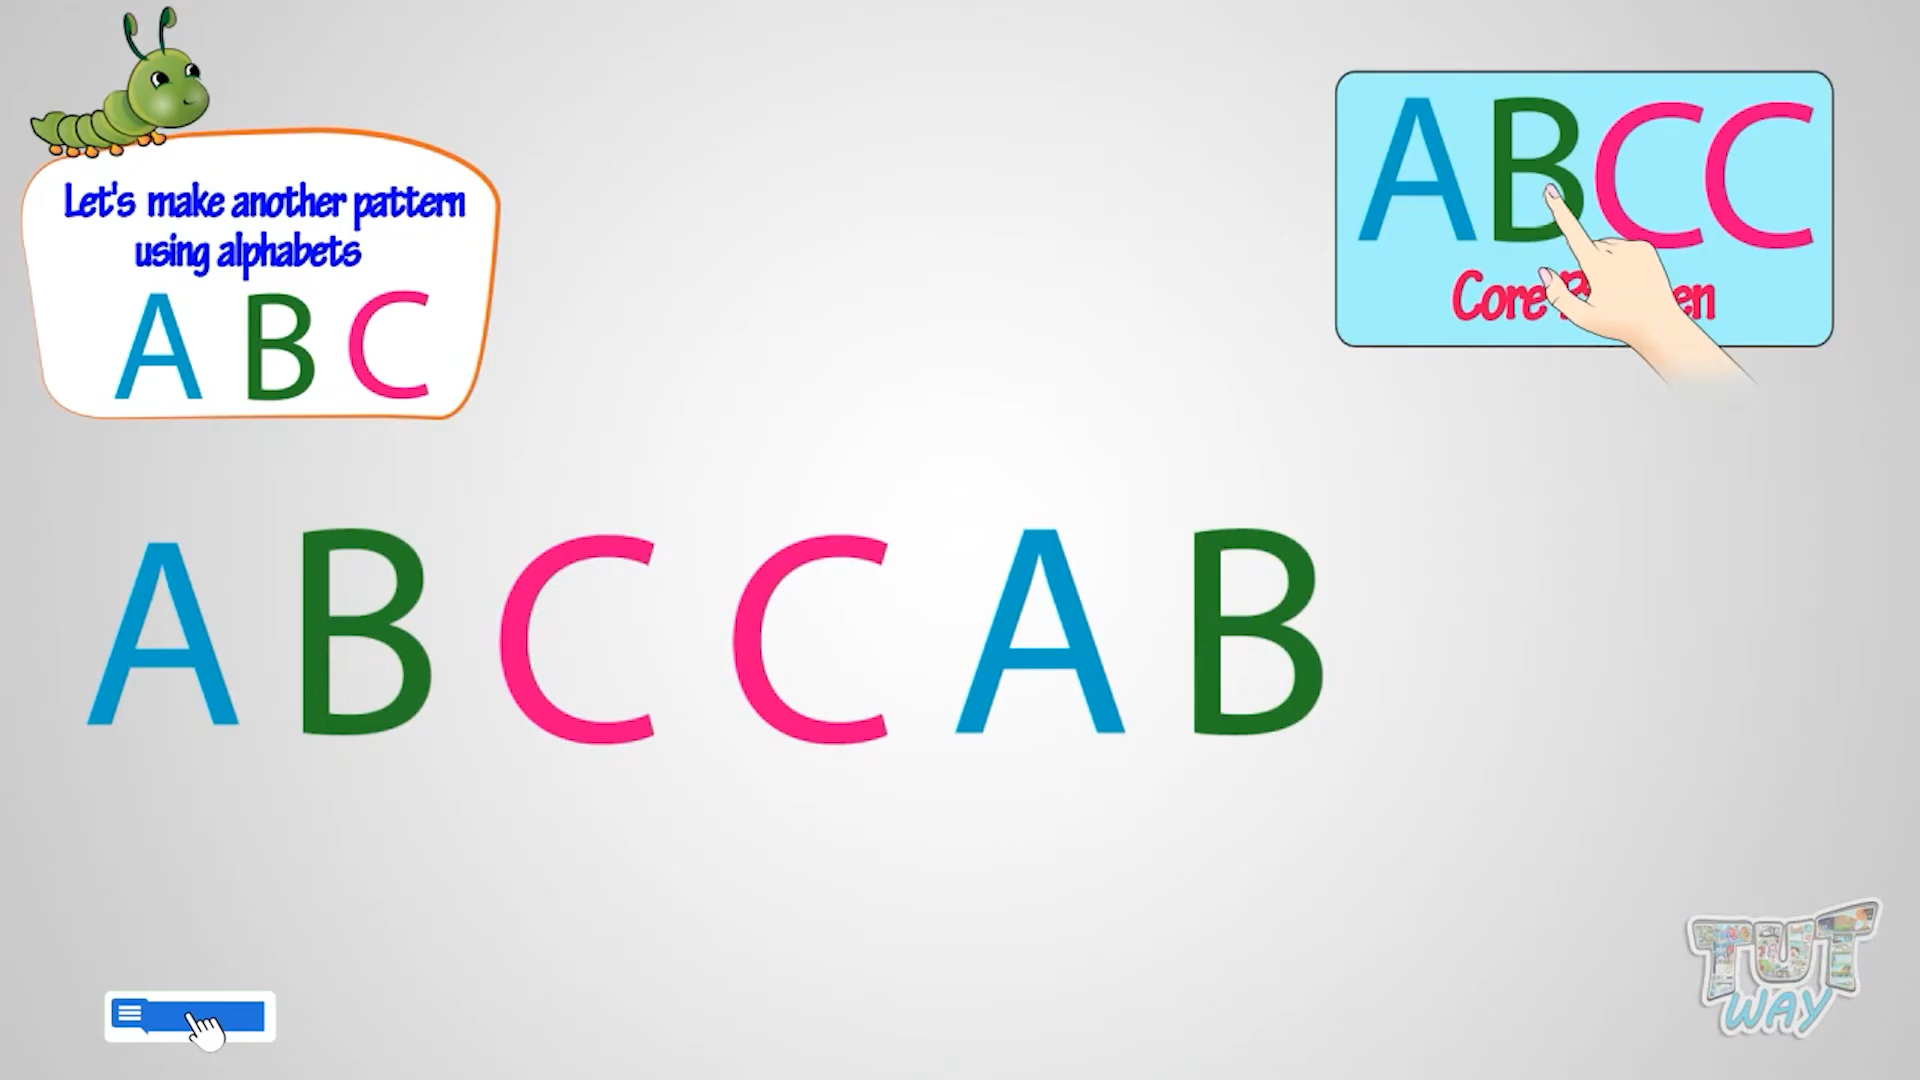 Let's make another pattern
using alphabets
A B C
ABCC
Core
A B C C A B
TUT
WAY